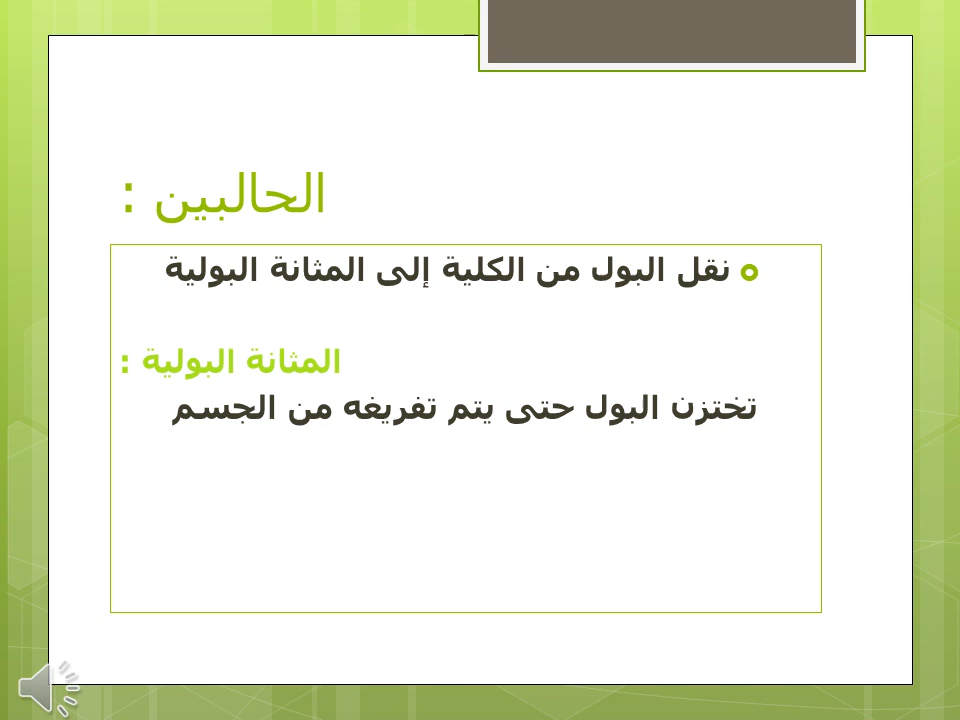 الحالبين :
نقل البول من الكلية إلى المثانة البولية
المثانة البولية :
تختزن البول حتى يتم تفريغه من الجسم